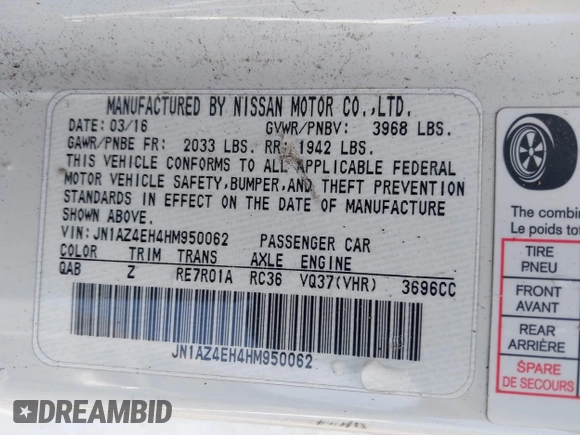 MANUFACTURED BY NISSAN MOTOR CO.,LTD.
DATE: 03/16 GVWR/PNBV: 3968 LBS.
GAWR/PNBE FR: 2033 LBS. RR: 1942 LBS.
THIS VEHICLE CONFORMS TO ALL APPLICABLE FEDERAL
MOTOR VEHICLE SAFETY,BUMPER,AND THEFT PREVENTION
STANDARDS IN EFFECT ON THE DATE OF MANUFACTURE
SHOWN ABOVE.
VIN: JN1AZ4EH4HM950062 PASSENGER CAR
COLOR TRIM TRANS AXLE ENGINE
QAB Z RE7R01A RC36 VQ37(VHR) 3696CC
JN1AZ4EH4HM950062
The combin
Le poids tot
TIRE
PNEU
FRONT
AVANT
REAR
ARRIÈRE
SPARE
DE SECOURS
DREAMBID